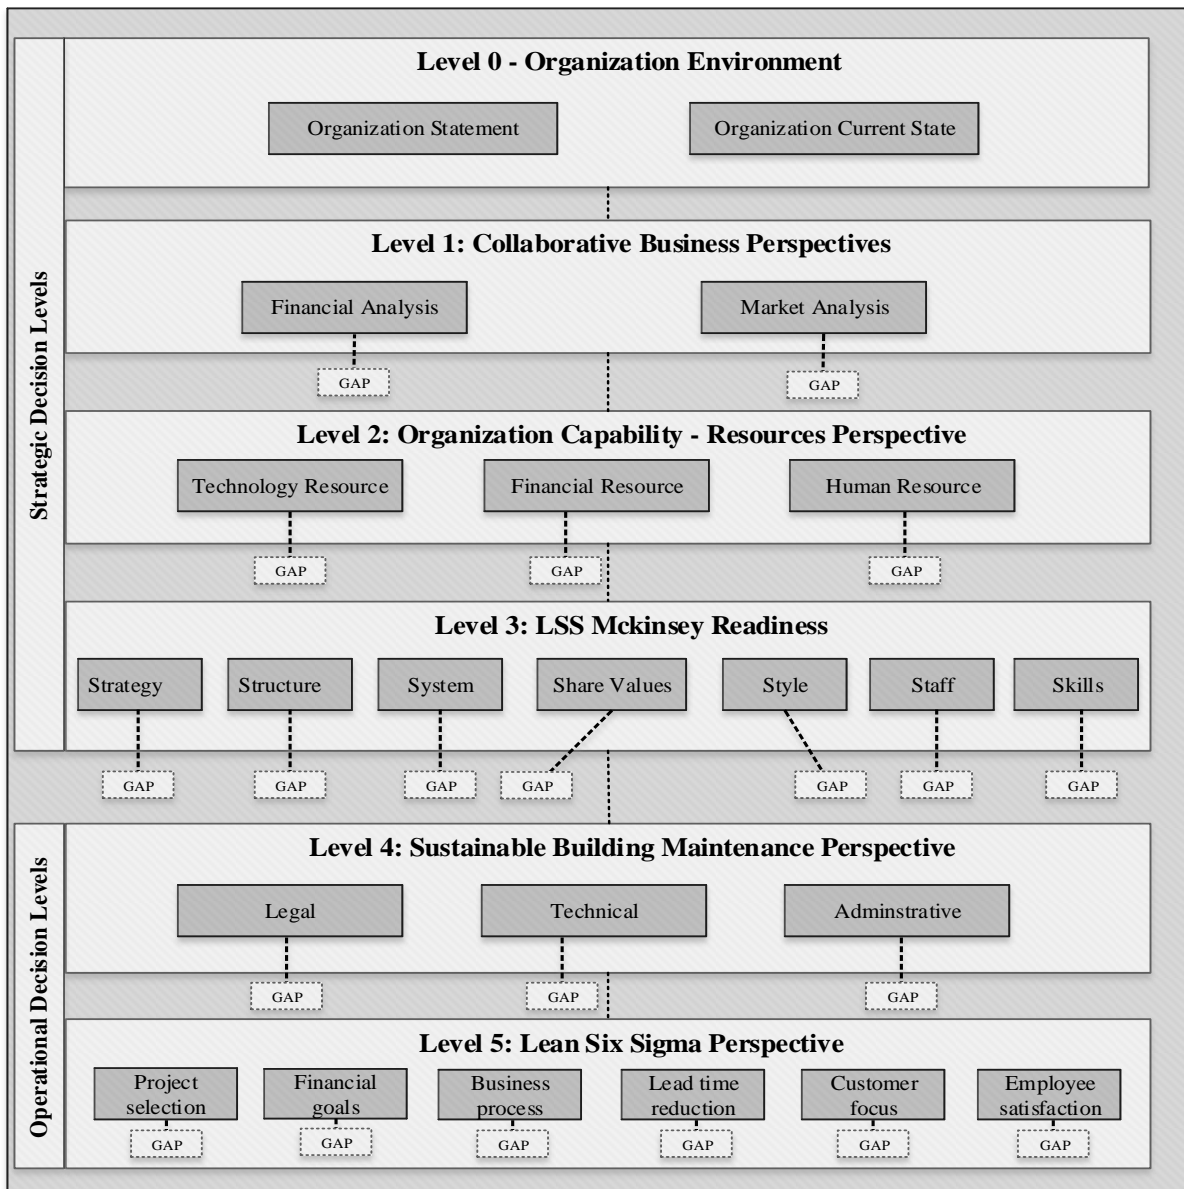 Strategic Decision Levels
Level 0 - Organization Environment
Organization Statement
Organization Current State
Level 1: Collaborative Business Perspectives
Financial Analysis
Market Analysis
GAP
GAP
Level 2: Organization Capability - Resources Perspective
Technology Resource
Financial Resource
Human Resource
GAP
GAP
GAP
Level 3: LSS Mckinsey Readiness
Strategy
Structure
System
Share Values
Style
Staff
Skills
GAP
GAP
GAP
GAP
GAP
GAP
GAP
Operational Decision Levels
Level 4: Sustainable Building Maintenance Perspective
Legal
Technical
Adminstrative
GAP
GAP
GAP
Level 5: Lean Six Sigma Perspective
Project
selection
Financial
goals
Business
process
Lead time
reduction
Customer
focus
Employee
satisfaction
GAP
GAP
GAP
GAP
GAP
GAP